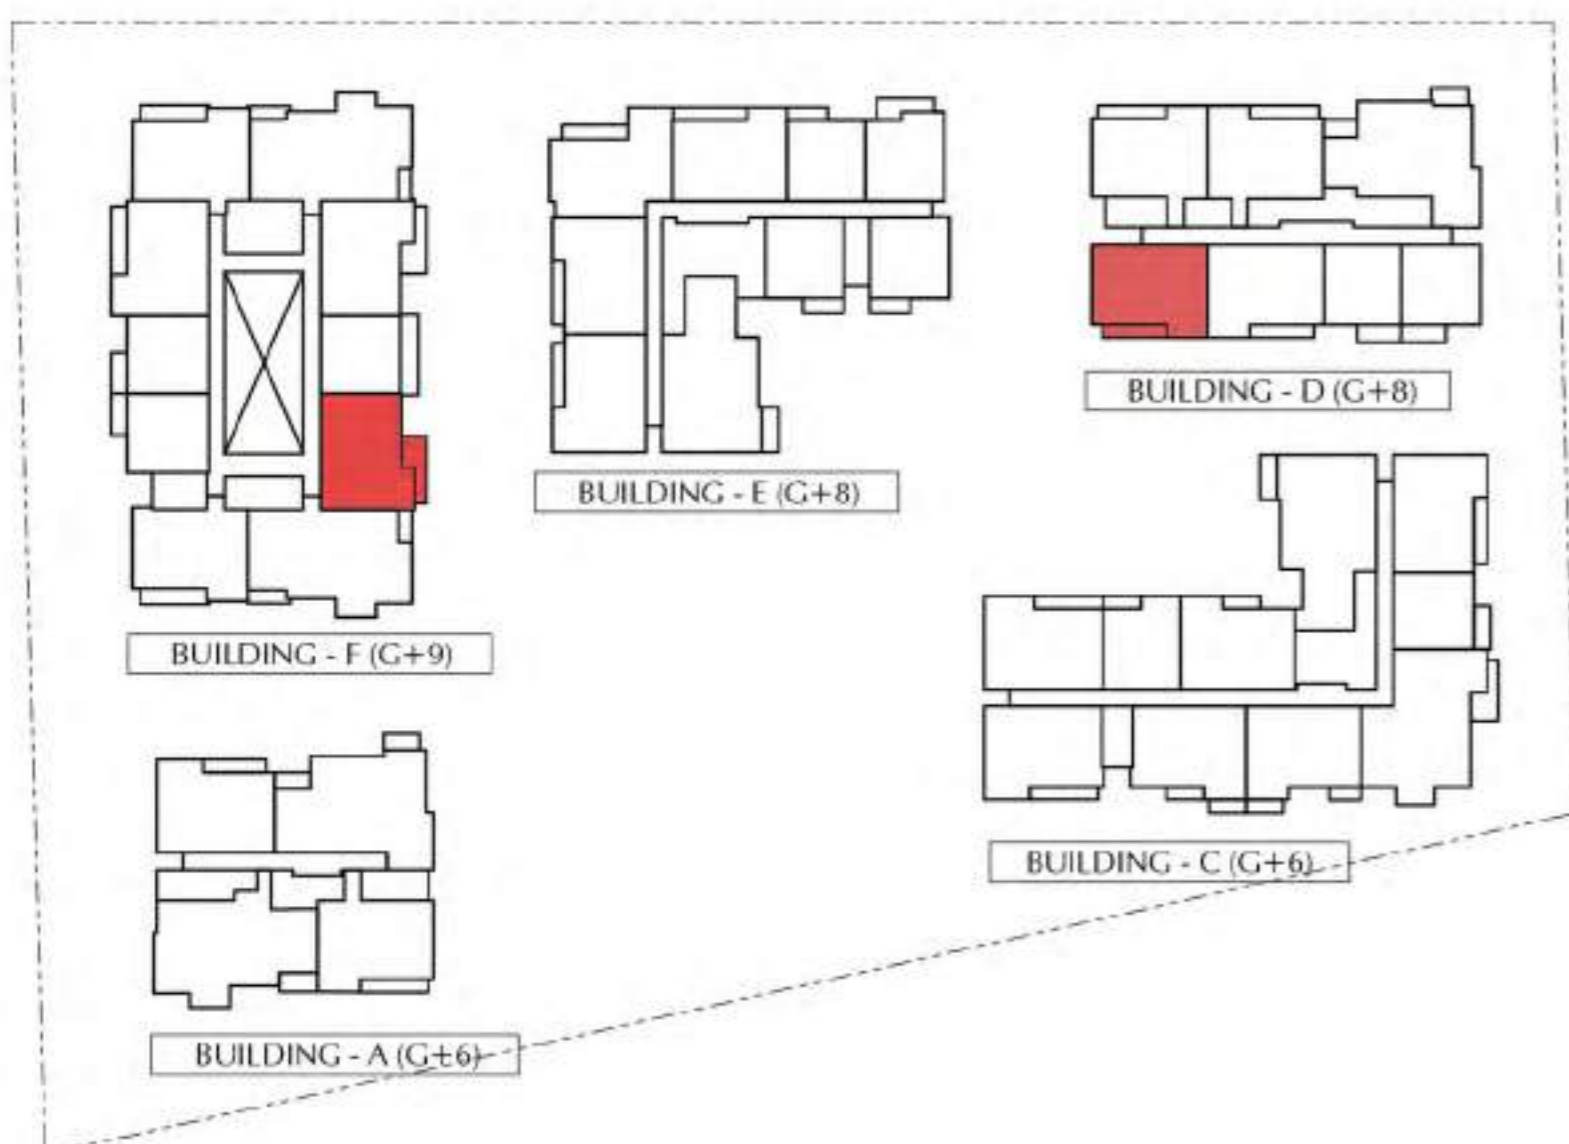 BUILDING - D (G+8)
BUILDING - E (G+8)
BUILDING - F (G+9)
BUILDING - C (G+6)
BUILDING - A (G+6)